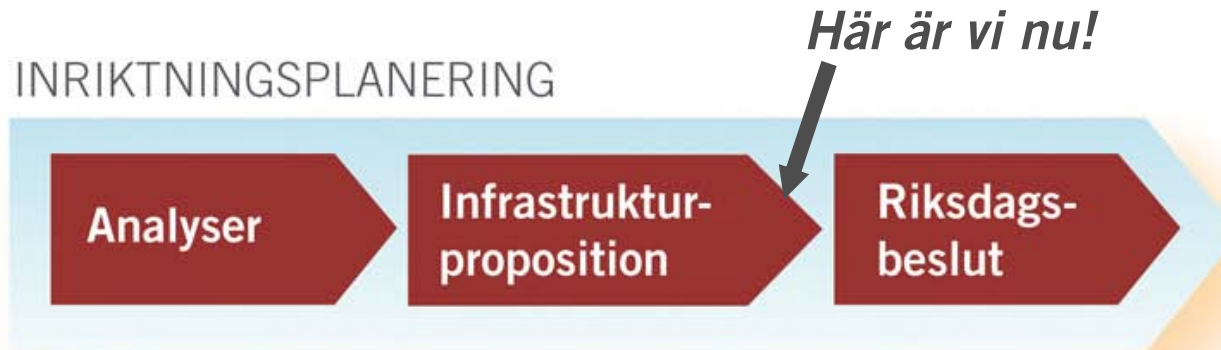 Här är vi nu!
INRIKTNINGSPLANERING
Analyser
Infrastruktur-
proposition
Riksdags-
beslut